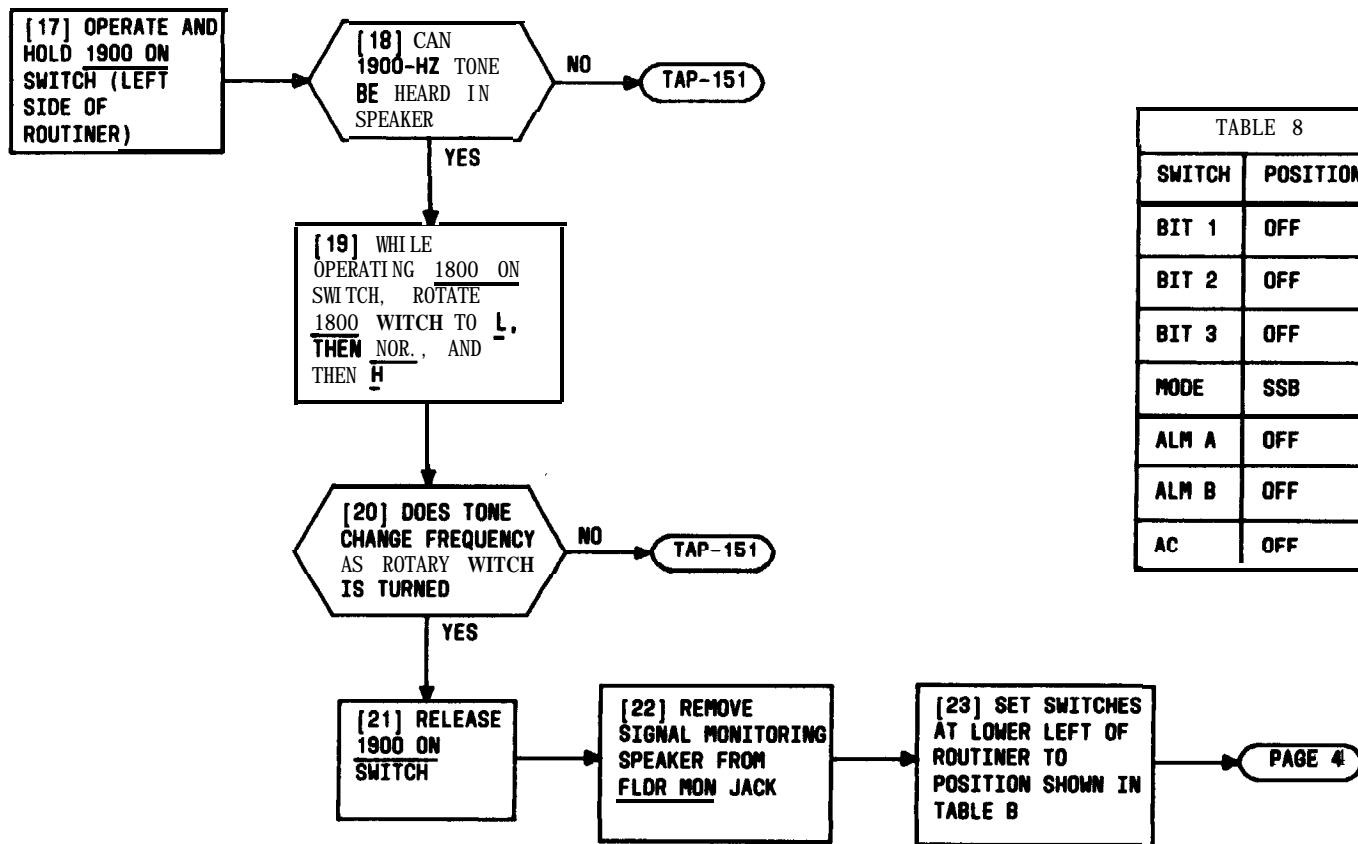 [17] OPERATE AND
HOLD 1900 ON
SWITCH (LEFT
SIDE OF
ROUTINER)
[18] CAN
1900-HZ TONE
BE HEARD IN
SPEAKER
NO
TAP-151
YES
[19] WHILE
OPERATING 1800 ON
SWITCH, ROTATE
1800 WITCH TO L,
THEN NOR., AND
THEN H
[20] DOES TONE
CHANGE FREQUENCY
AS ROTARY WITCH
IS TURNED
NO
TAP-151
YES
[21] RELEASE
1900 ON
SWITCH
[22] REMOVE
SIGNAL MONITORING
SPEAKER FROM
FLDR MON JACK
[23] SET SWITCHES
AT LOWER LEFT OF
ROUTINER TO
POSITION SHOWN IN
TABLE B
PAGE 4
TABLE 8
SWITCH POSITION
BIT 1 OFF
BIT 2 OFF
BIT 3 OFF
MODE SSB
ALM A OFF
ALM B OFF
AC OFF